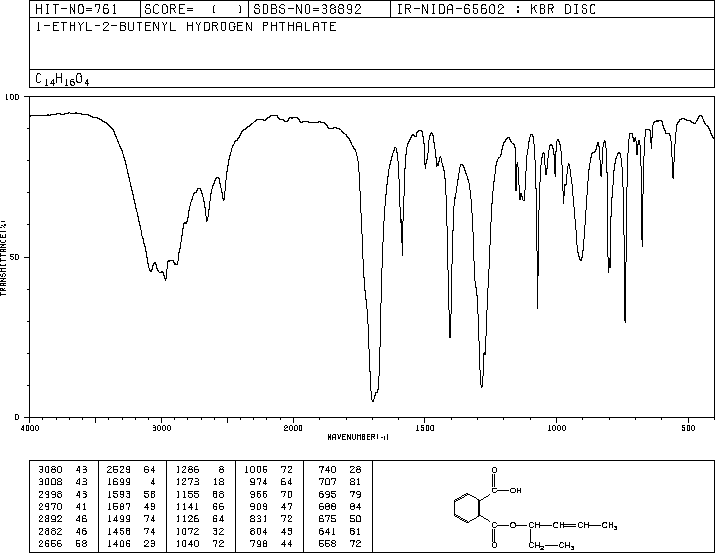 HIT-NO=761 SCORE= ( ) SDBS-NO=38892 IR-NIDA-65602 : KBR DISC
1-ETHYL-2-BUTENYL HYDROGEN PHTHALATE
C14H16O4
100
50
0
TRANSMITTANCE(%)
4000 3000 2000 1500 1000 500
WAVENUMBER(-1)
3080 43 2529 64 1286 8 1006 72 740 28
3008 43 1699 4 1273 18 974 64 707 81
2998 43 1593 58 1155 68 966 70 695 79
2970 41 1587 49 1141 66 909 47 688 84
2892 46 1499 74 1126 64 831 72 675 50
2882 46 1458 74 1072 32 804 43 641 81
2656 58 1406 23 1040 72 798 44 558 72
O
C—OH
C—O—CH—CH=CH—CH3
O CH2—CH3